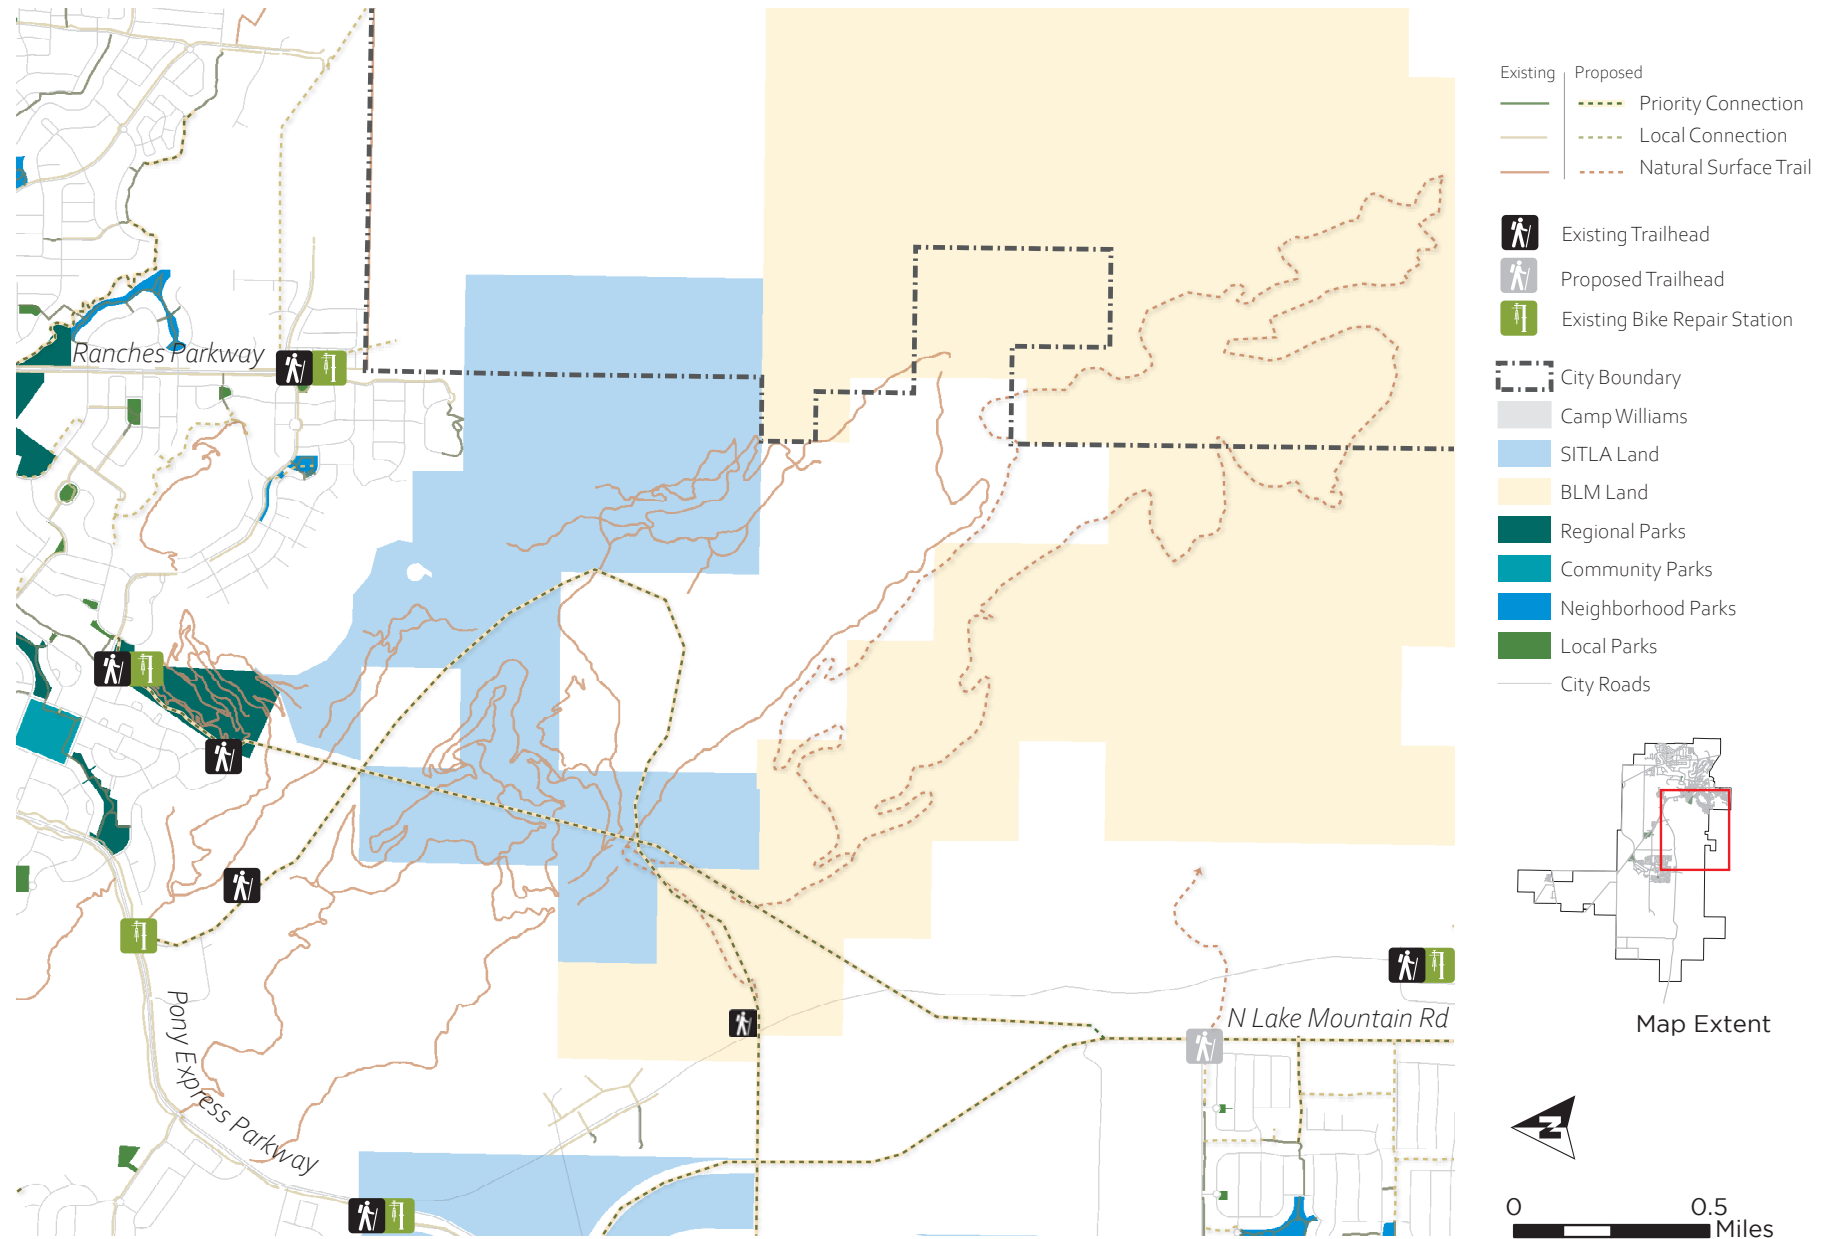 Existing Proposed
Priority Connection
Local Connection
Natural Surface Trail
Existing Trailhead
Proposed Trailhead
Existing Bike Repair Station
City Boundary
Camp Williams
SITLA Land
BLM Land
Regional Parks
Community Parks
Neighborhood Parks
Local Parks
City Roads
Ranches Parkway
Pony Express Parkway
N Lake Mountain Rd
Map Extent
N
0 0.5
Miles